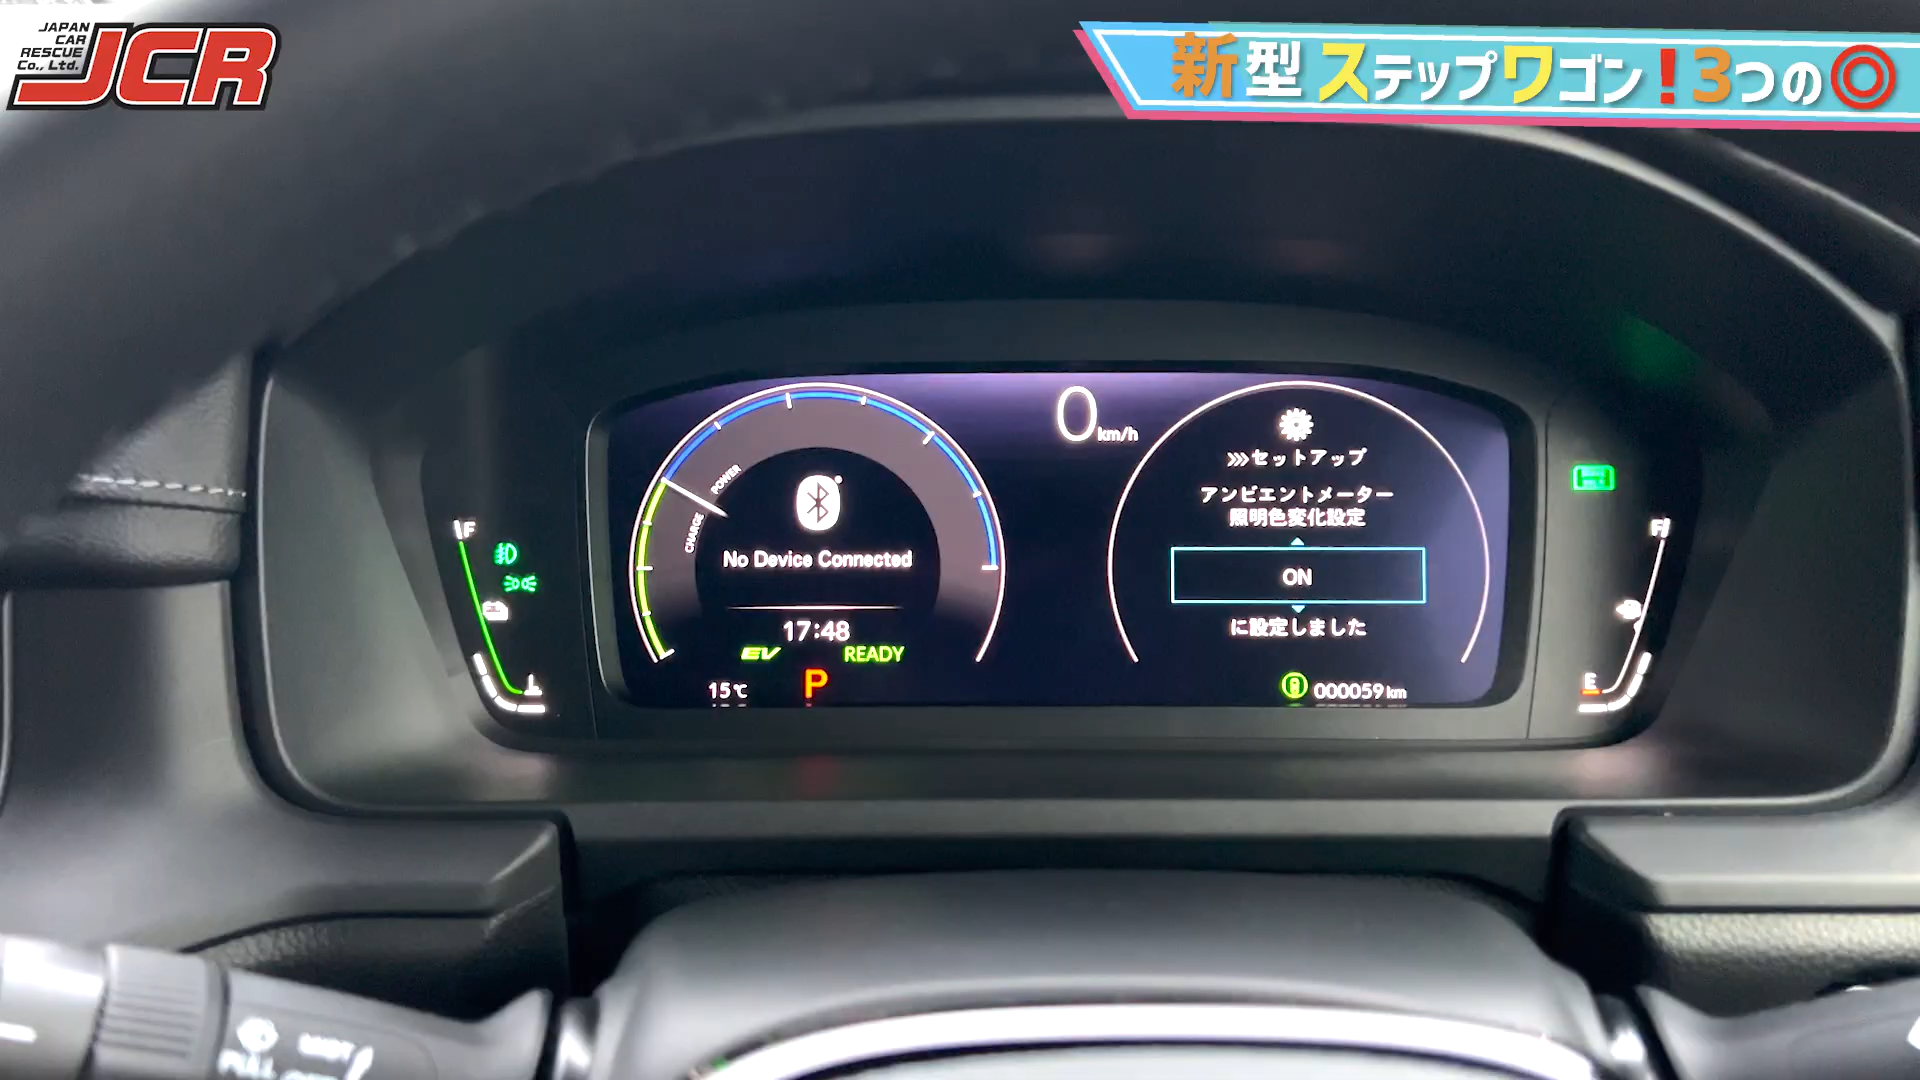 JAPAN
CAR
RESCUE
Co., Ltd.
JCR
新型ステップワゴン！3つの◎
0 km/h
セットアップ
アンビエントメーター
照明色変化設定
ON
に設定しました
POWER
CHARGE
No Device Connected
17:48
EV READY
15℃ P
000059 km
F
L
F
E